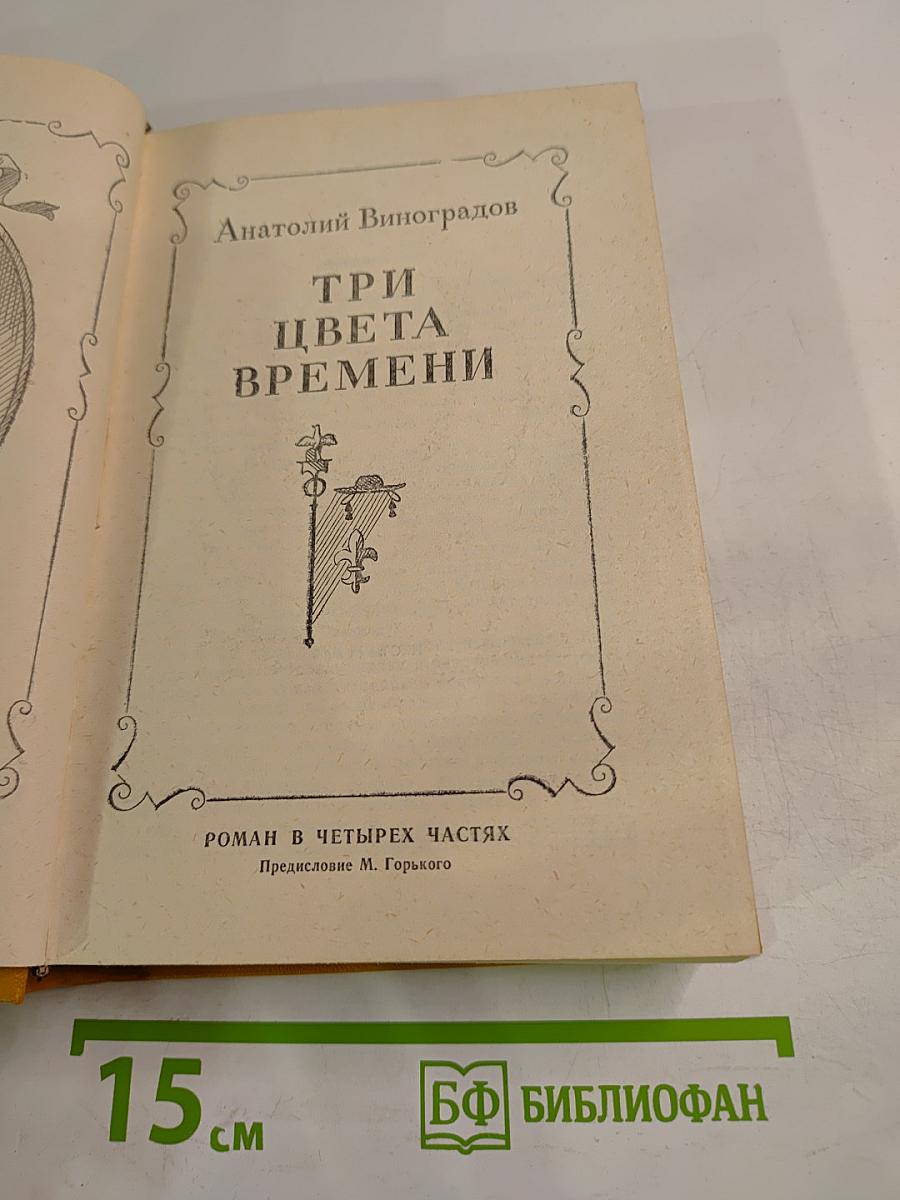 Анатолий Виноградов
ТРИ
ЦВЕТА
ВРЕМЕНИ
РОМАН В ЧЕТЫРЕХ ЧАСТЯХ
Предисловие М. Горького
15 см
БФ БИБЛИОФАН